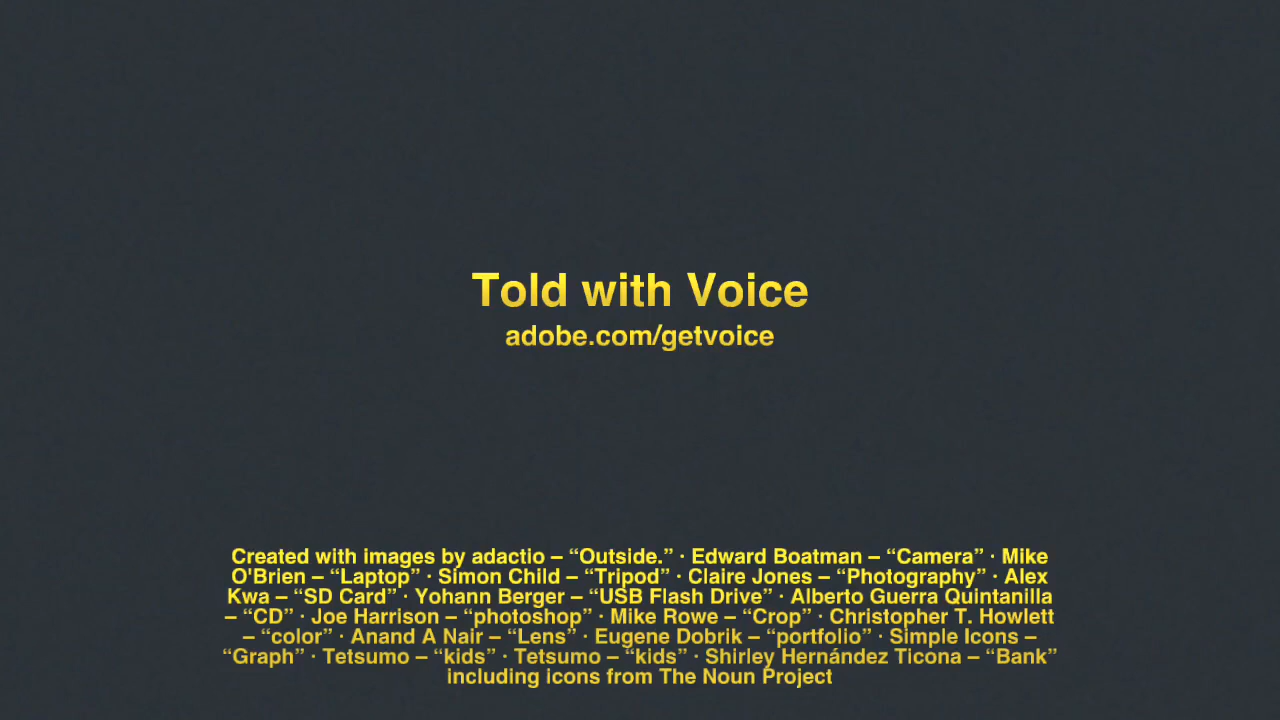 Told with Voice
adobe.com/getvoice
Created with images by adactio – “Outside.” · Edward Boatman – “Camera” · Mike
O'Brien – “Laptop” · Simon Child – “Tripod” · Claire Jones – “Photography” · Alex
Kwa – “SD Card” · Yohann Berger – “USB Flash Drive” · Alberto Guerra Quintanilla
– “CD” · Joe Harrison – “photoshop” · Mike Rowe – “Crop” · Christopher T. Howlett
– “color” · Anand A Nair – “Lens” · Eugene Dobrik – “portfolio” · Simple Icons –
“Graph” · Tetsumo – “kids” · Tetsumo – “kids” · Shirley Hernández Ticona – “Bank”
including icons from The Noun Project